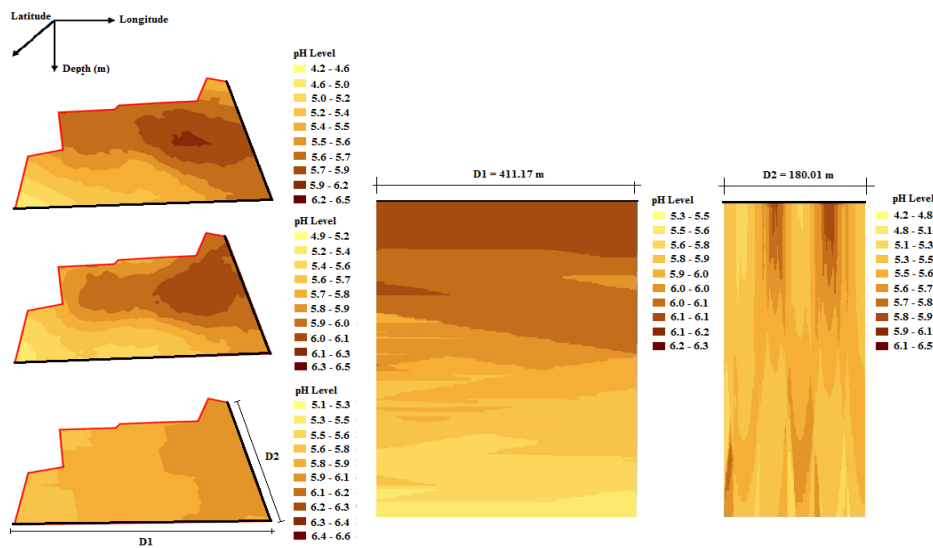 Latitude
Longitude
Depth (m)
pH Level
4.2 - 4.6
4.6 - 5.0
5.0 - 5.2
5.2 - 5.4
5.4 - 5.5
5.5 - 5.6
5.6 - 5.7
5.7 - 5.9
5.9 - 6.2
6.2 - 6.5
pH Level
4.9 - 5.2
5.2 - 5.4
5.4 - 5.6
5.6 - 5.7
5.7 - 5.8
5.8 - 5.9
5.9 - 6.0
6.0 - 6.1
6.1 - 6.3
6.3 - 6.5
pH Level
5.1 - 5.3
5.3 - 5.5
5.5 - 5.6
5.6 - 5.8
5.8 - 5.9
5.9 - 6.1
6.1 - 6.2
6.2 - 6.3
6.3 - 6.4
6.4 - 6.6
D2
D1
D1 = 411.17 m
pH Level
5.3 - 5.5
5.5 - 5.6
5.6 - 5.8
5.8 - 5.9
5.9 - 6.0
6.0 - 6.0
6.0 - 6.1
6.1 - 6.1
6.1 - 6.2
6.2 - 6.3
D2 = 180.01 m
pH Level
4.2 - 4.8
4.8 - 5.1
5.1 - 5.3
5.3 - 5.5
5.5 - 5.6
5.6 - 5.7
5.7 - 5.8
5.8 - 5.9
5.9 - 6.1
6.1 - 6.5